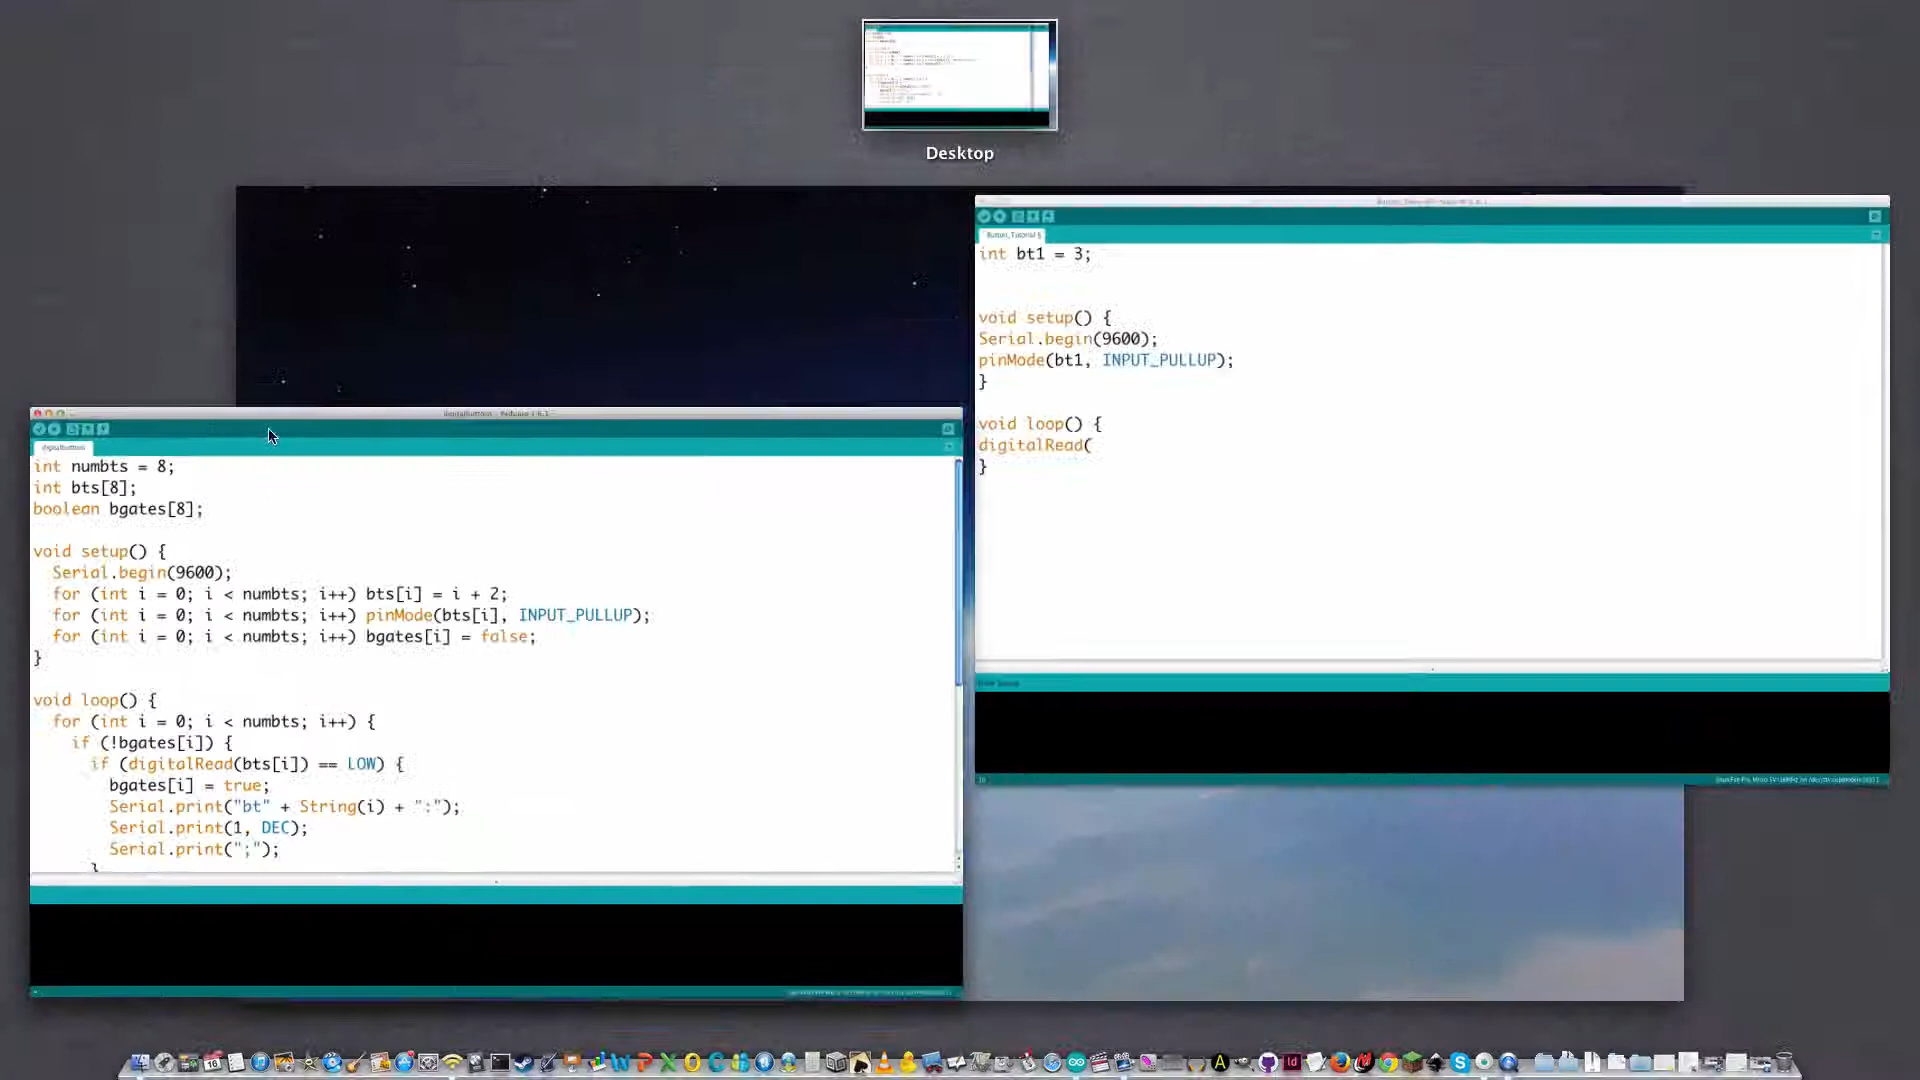 Desktop
Button_Tutorial §
int bt1 = 3;
void setup() {
Serial.begin(9600);
pinMode(bt1, INPUT_PULLUP);
}
void loop() {
digitalRead(
}
int numbts = 8;
int bts[8];
boolean bgates[8];
void setup() {
Serial.begin(9600);
for (int i = 0; i < numbts; i++) bts[i] = i + 2;
for (int i = 0; i < numbts; i++) pinMode(bts[i], INPUT_PULLUP);
for (int i = 0; i < numbts; i++) bgates[i] = false;
}
void loop() {
for (int i = 0; i < numbts; i++) {
if (!bgates[i]) {
if (digitalRead(bts[i]) == LOW) {
bgates[i] = true;
Serial.print("bt" + String(i) + ":");
Serial.print(1, DEC);
Serial.print(";");
}